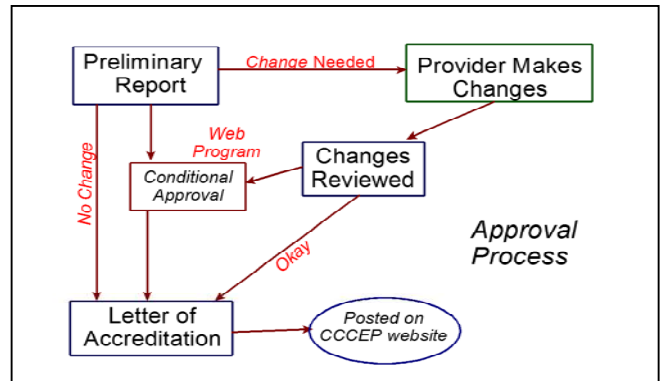 Preliminary
Report
Change Needed
Provider Makes
Changes
No Change
Web
Program
Conditional
Approval
Changes
Reviewed
Okay
Approval
Process
Letter of
Accreditation
Posted on
CCCEP website